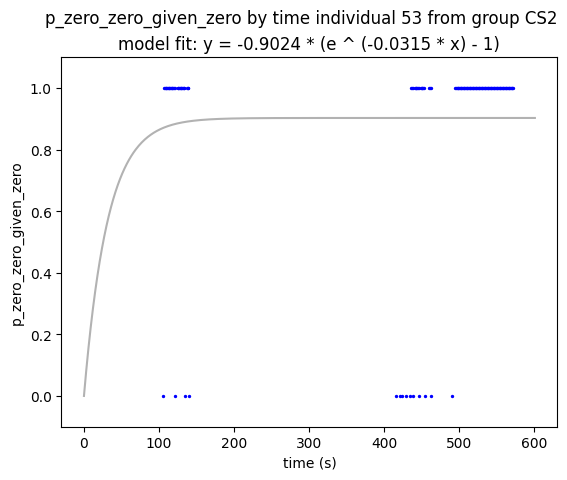 p_zero_zero_given_zero by time individual 53 from group CS2
model fit: y = -0.9024 * (e ^ (-0.0315 * x) - 1)
1.0
0.8
0.6
0.4
0.2
0.0
p_zero_zero_given_zero
0 100 200 300 400 500 600
time (s)